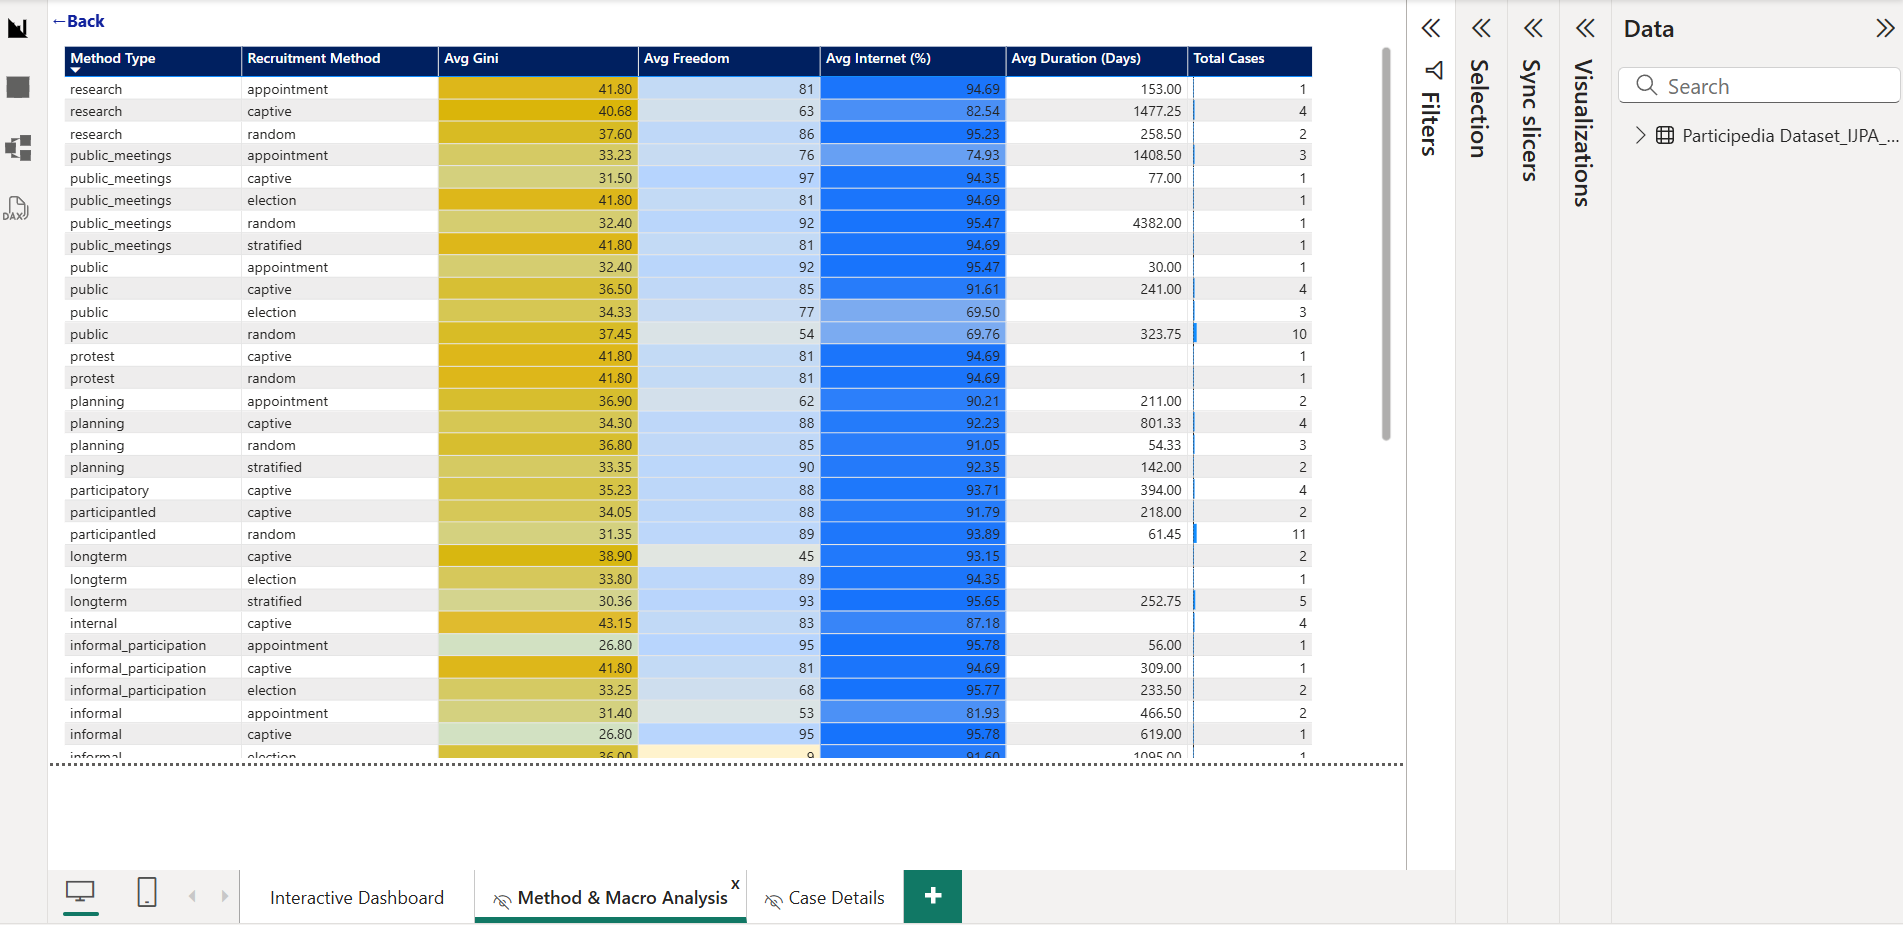 ←Back
Data
Search
Participedia Dataset_IJPA_...
Filters
Selection
Sync slicers
Visualizations
DAX
Method Type Recruitment Method Avg Gini Avg Freedom Avg Internet (%) Avg Duration (Days) Total Cases
research appointment 41.80 81 94.69 153.00 1
research captive 40.68 63 82.54 1477.25 4
research random 37.60 86 95.23 258.50 2
public_meetings appointment 33.23 76 74.93 1408.50 3
public_meetings captive 31.50 97 94.35 77.00 1
public_meetings election 41.80 81 94.69 1
public_meetings random 32.40 92 95.47 4382.00 1
public_meetings stratified 41.80 81 94.69 1
public appointment 32.40 92 95.47 30.00 1
public captive 36.50 85 91.61 241.00 4
public election 34.33 77 69.50 3
public random 37.45 54 69.76 323.75 10
protest captive 41.80 81 94.69 1
protest random 41.80 81 94.69 1
planning appointment 36.90 62 90.21 211.00 2
planning captive 34.30 88 92.23 801.33 4
planning random 36.80 85 91.05 54.33 3
planning stratified 33.35 90 92.35 142.00 2
participatory captive 35.23 88 93.71 394.00 4
participantled captive 34.05 88 91.79 218.00 2
participantled random 31.35 89 93.89 61.45 11
longterm captive 38.90 45 93.15 2
longterm election 33.80 89 94.35 1
longterm stratified 30.36 93 95.65 252.75 5
internal captive 43.15 83 87.18 4
informal_participation appointment 26.80 95 95.78 56.00 1
informal_participation captive 41.80 81 94.69 309.00 1
informal_participation election 33.25 68 95.77 233.50 2
informal appointment 31.40 53 81.93 466.50 2
informal captive 26.80 95 95.78 619.00 1
informal election 36.00 9 91.60 1095.00 1
Interactive Dashboard
Method & Macro Analysis x
Case Details
+